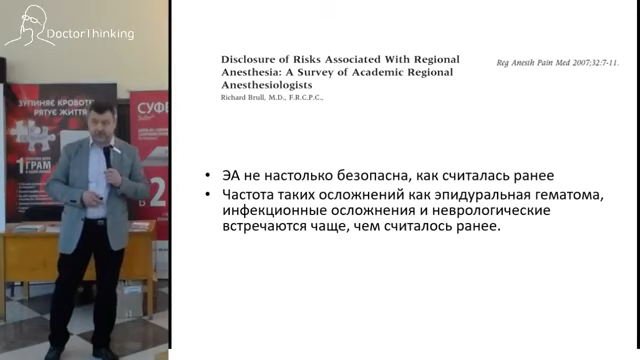 DoctorThinking
ЗУПИНЯЄ КРОВОТЕ
РЯТУЄ ЖИТТЯ
1 ГРАМ
СУФЕ
Disclosure of Risks Associated With Regional
Anesthesia: A Survey of Academic Regional
Anesthesiologists
Richard Brull, M.D., F.R.C.P.C.,
Reg Anesth Pain Med 2007;32:7-11.
• ЭА не настолько безопасна, как считалась ранее
• Частота таких осложнений как эпидуральная гематома,
инфекционные осложнения и неврологические
встречаются чаще, чем считалось ранее.